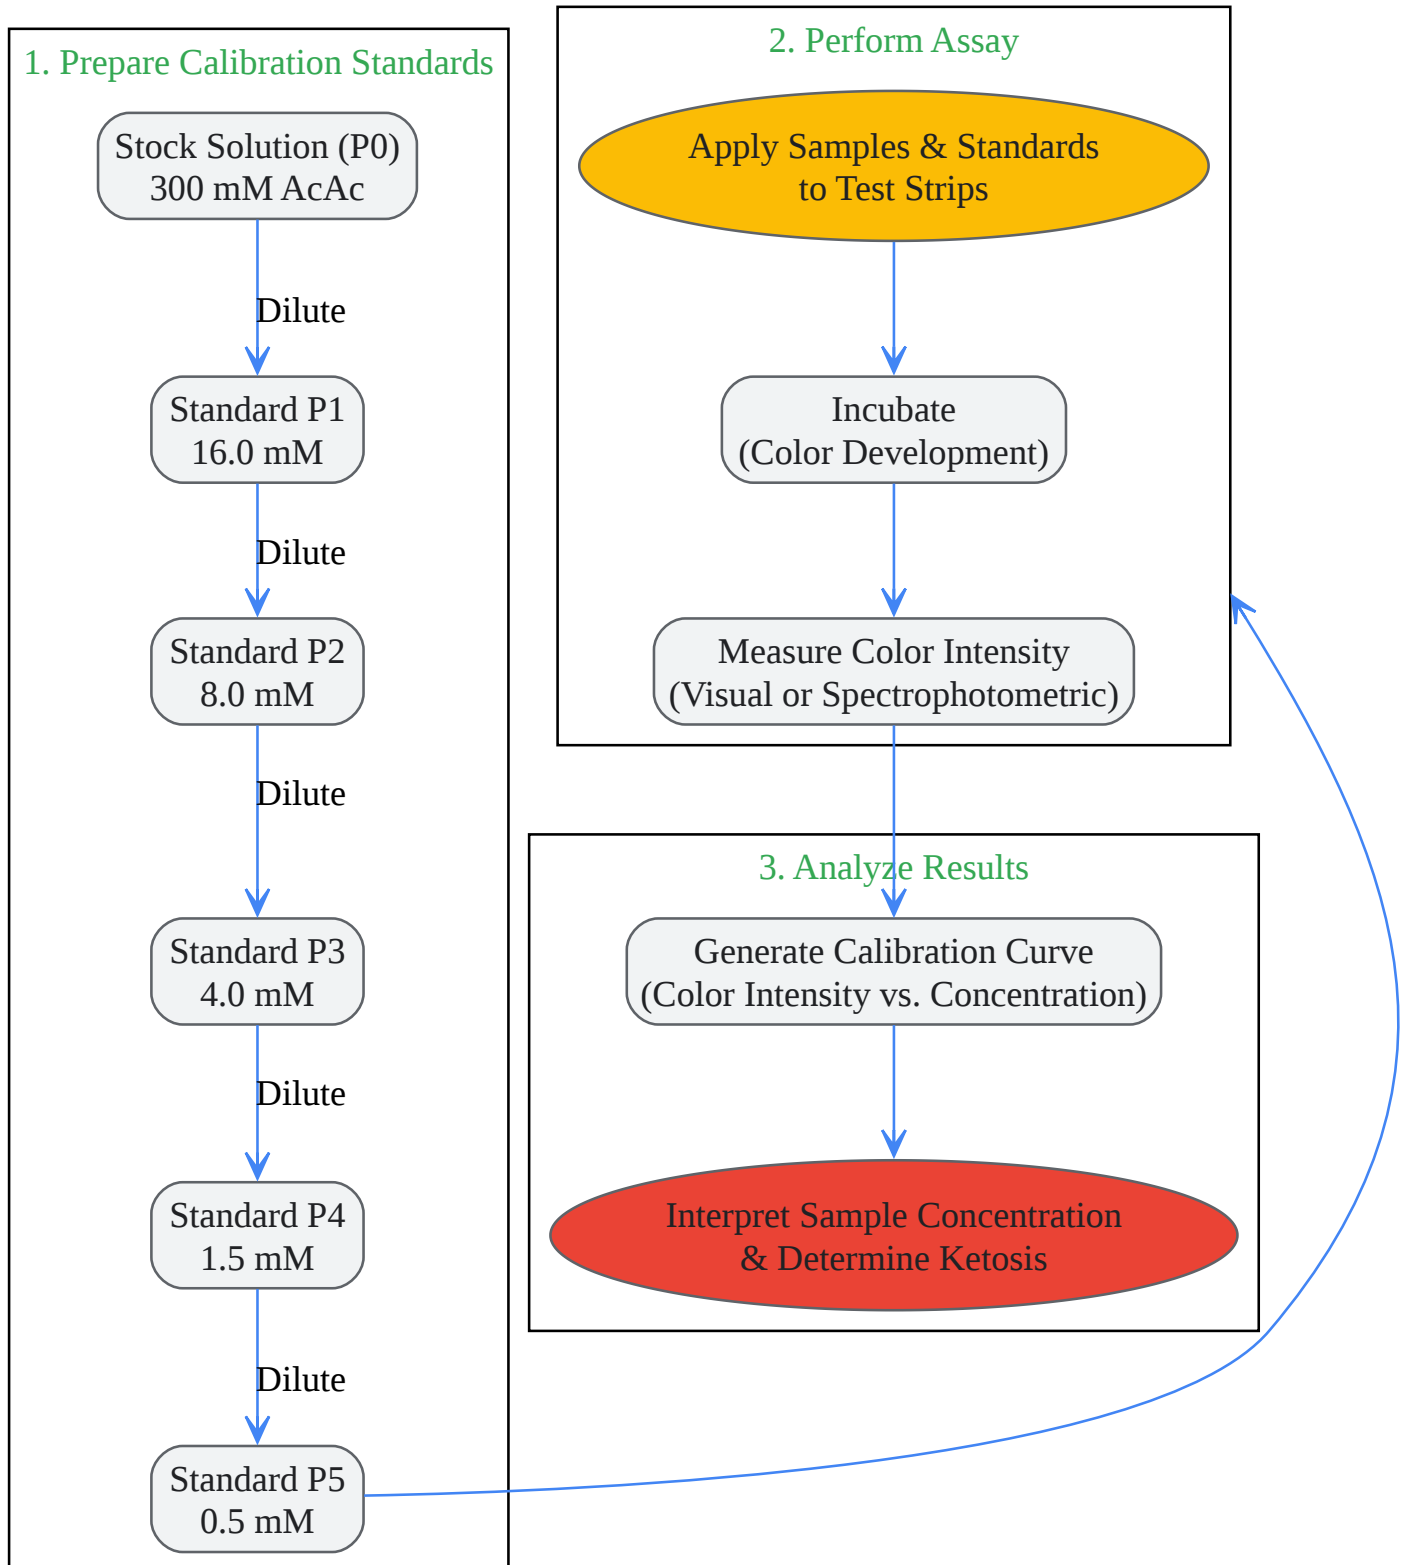 1. Prepare Calibration Standards
Stock Solution (P0)
300 mM AcAc
Dilute
Standard P1
16.0 mM
Dilute
Standard P2
8.0 mM
Dilute
Standard P3
4.0 mM
Dilute
Standard P4
1.5 mM
Dilute
Standard P5
0.5 mM
2. Perform Assay
Apply Samples & Standards
to Test Strips
Incubate
(Color Development)
Measure Color Intensity
(Visual or Spectrophotometric)
3. Analyze Results
Generate Calibration Curve
(Color Intensity vs. Concentration)
Interpret Sample Concentration
& Determine Ketosis